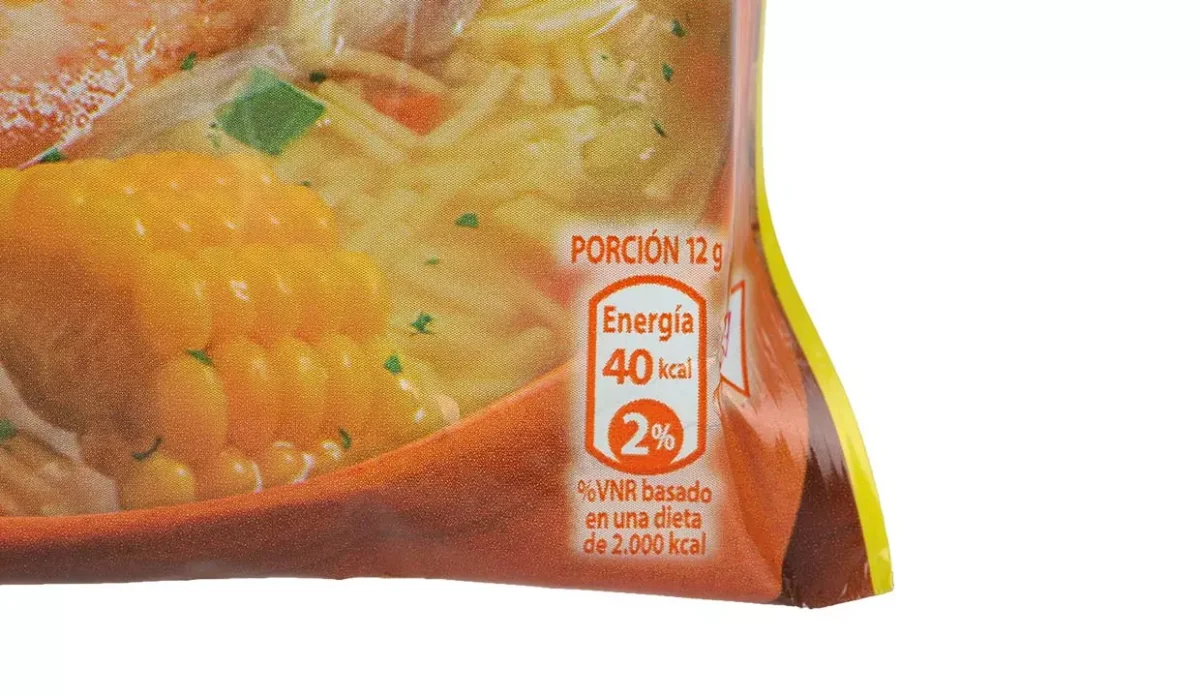 PORCIÓN 12 g
Energía
40 kcal
2%
%VNR basado
en una dieta
de 2.000 kcal